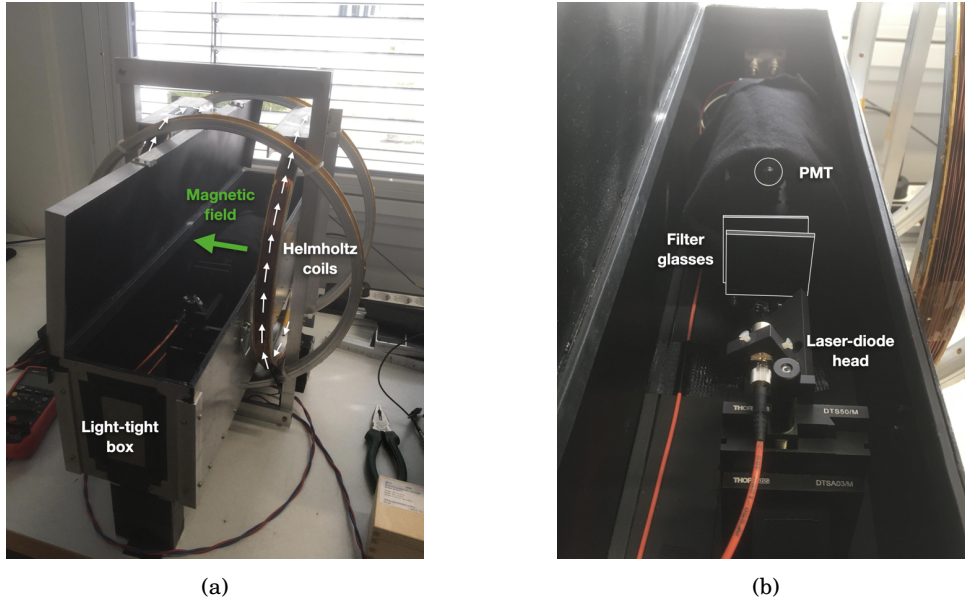 Magnetic
field
Helmholtz
coils
Light-tight
box
PMT
Filter
glasses
Laser-diode
head
THORLABS
DTS50/M
DTSA03/M
(a)
(b)